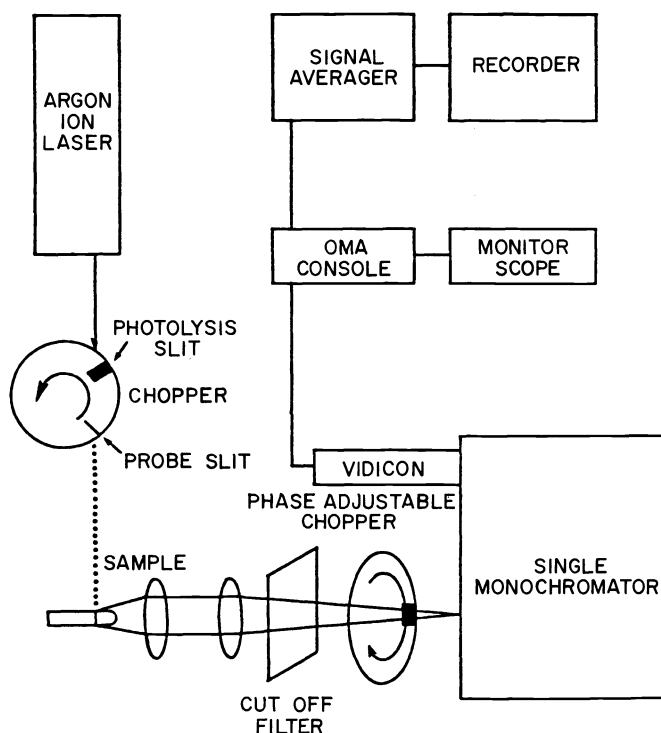 ARGON
ION
LASER
SIGNAL
AVERAGER
RECORDER
OMA
CONSOLE
MONITOR
SCOPE
PHOTOLYSIS
SLIT
CHOPPER
PROBE SLIT
VIDICON
PHASE ADJUSTABLE
CHOPPER
SAMPLE
SINGLE
MONOCHROMATOR
CUT OFF
FILTER